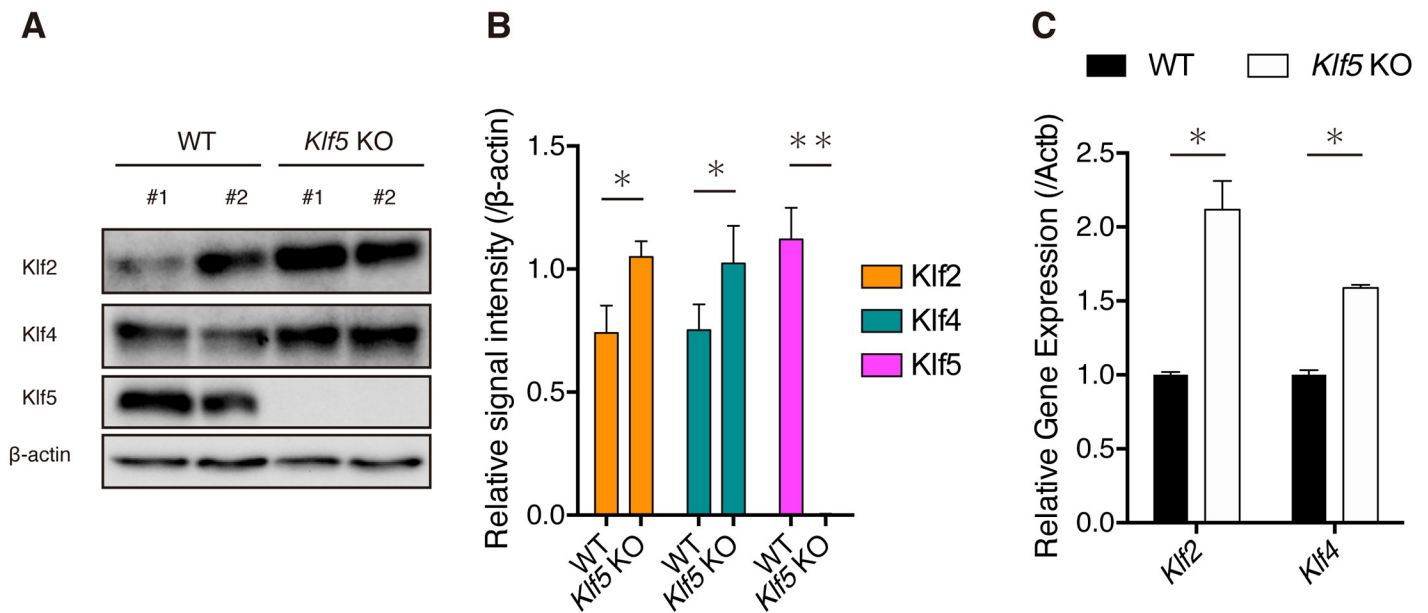 A
WT
Klf5 KO
#1
#2
#1
#2
Klf2
Klf4
Klf5
β-actin
B
Relative signal intensity (/β-actin)
1.5
1.0
0.5
0.0
*
*
**
WT
Klf5 KO
WT
Klf5 KO
WT
Klf5 KO
Klf2
Klf4
Klf5
C
WT
Klf5 KO
Relative Gene Expression (/Actb)
2.5
2.0
1.5
1.0
0.5
0.0
*
*
Klf2
Klf4